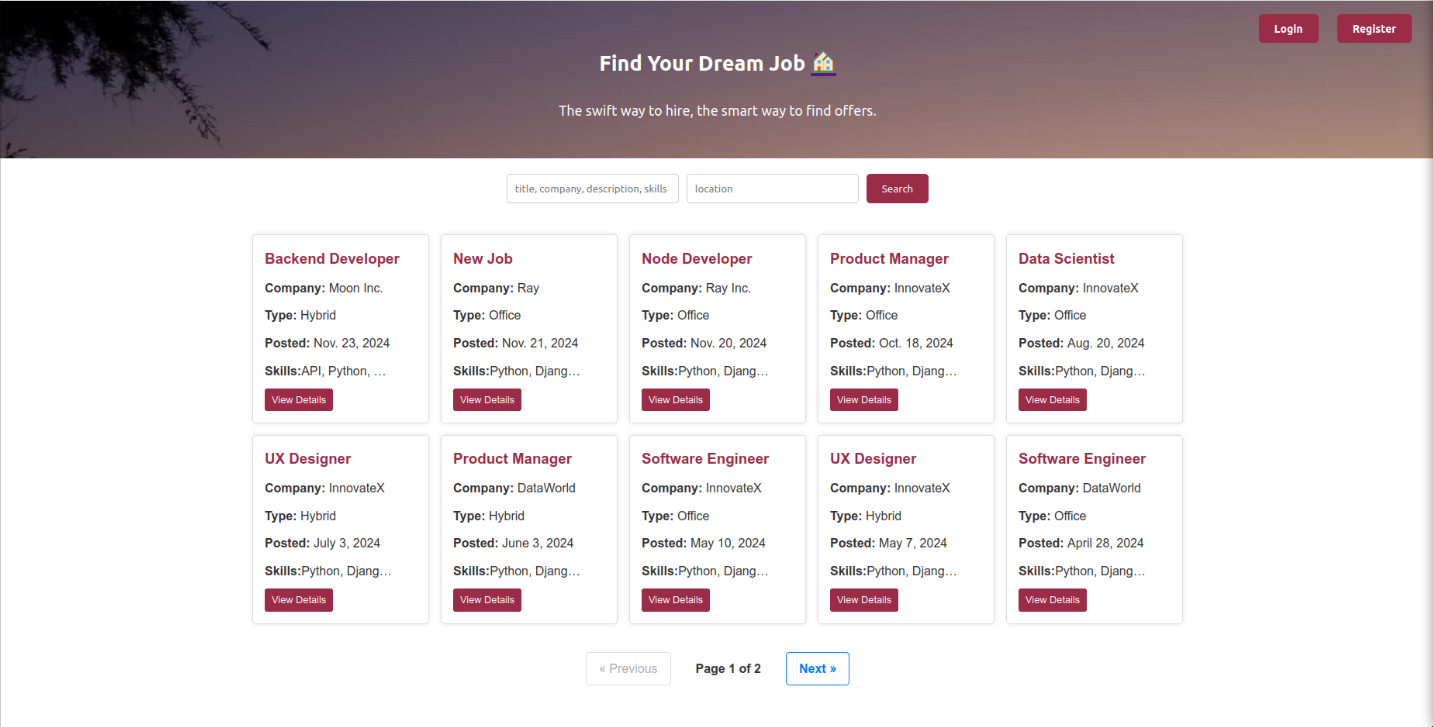 Login
Register
Find Your Dream Job 🏠
The swift way to hire, the smart way to find offers.
title, company, description, skills
location
Search
Backend Developer
Company: Moon Inc.
Type: Hybrid
Posted: Nov. 23, 2024
Skills:API, Python, …
View Details
New Job
Company: Ray
Type: Office
Posted: Nov. 21, 2024
Skills:Python, Djang…
View Details
Node Developer
Company: Ray Inc.
Type: Office
Posted: Nov. 20, 2024
Skills:Python, Djang…
View Details
Product Manager
Company: InnovateX
Type: Office
Posted: Oct. 18, 2024
Skills:Python, Djang…
View Details
Data Scientist
Company: InnovateX
Type: Office
Posted: Aug. 20, 2024
Skills:Python, Djang…
View Details
UX Designer
Company: InnovateX
Type: Hybrid
Posted: July 3, 2024
Skills:Python, Djang…
View Details
Product Manager
Company: DataWorld
Type: Hybrid
Posted: June 3, 2024
Skills:Python, Djang…
View Details
Software Engineer
Company: InnovateX
Type: Office
Posted: May 10, 2024
Skills:Python, Djang…
View Details
UX Designer
Company: InnovateX
Type: Hybrid
Posted: May 7, 2024
Skills:Python, Djang…
View Details
Software Engineer
Company: DataWorld
Type: Office
Posted: April 28, 2024
Skills:Python, Djang…
View Details
« Previous
Page 1 of 2
Next »